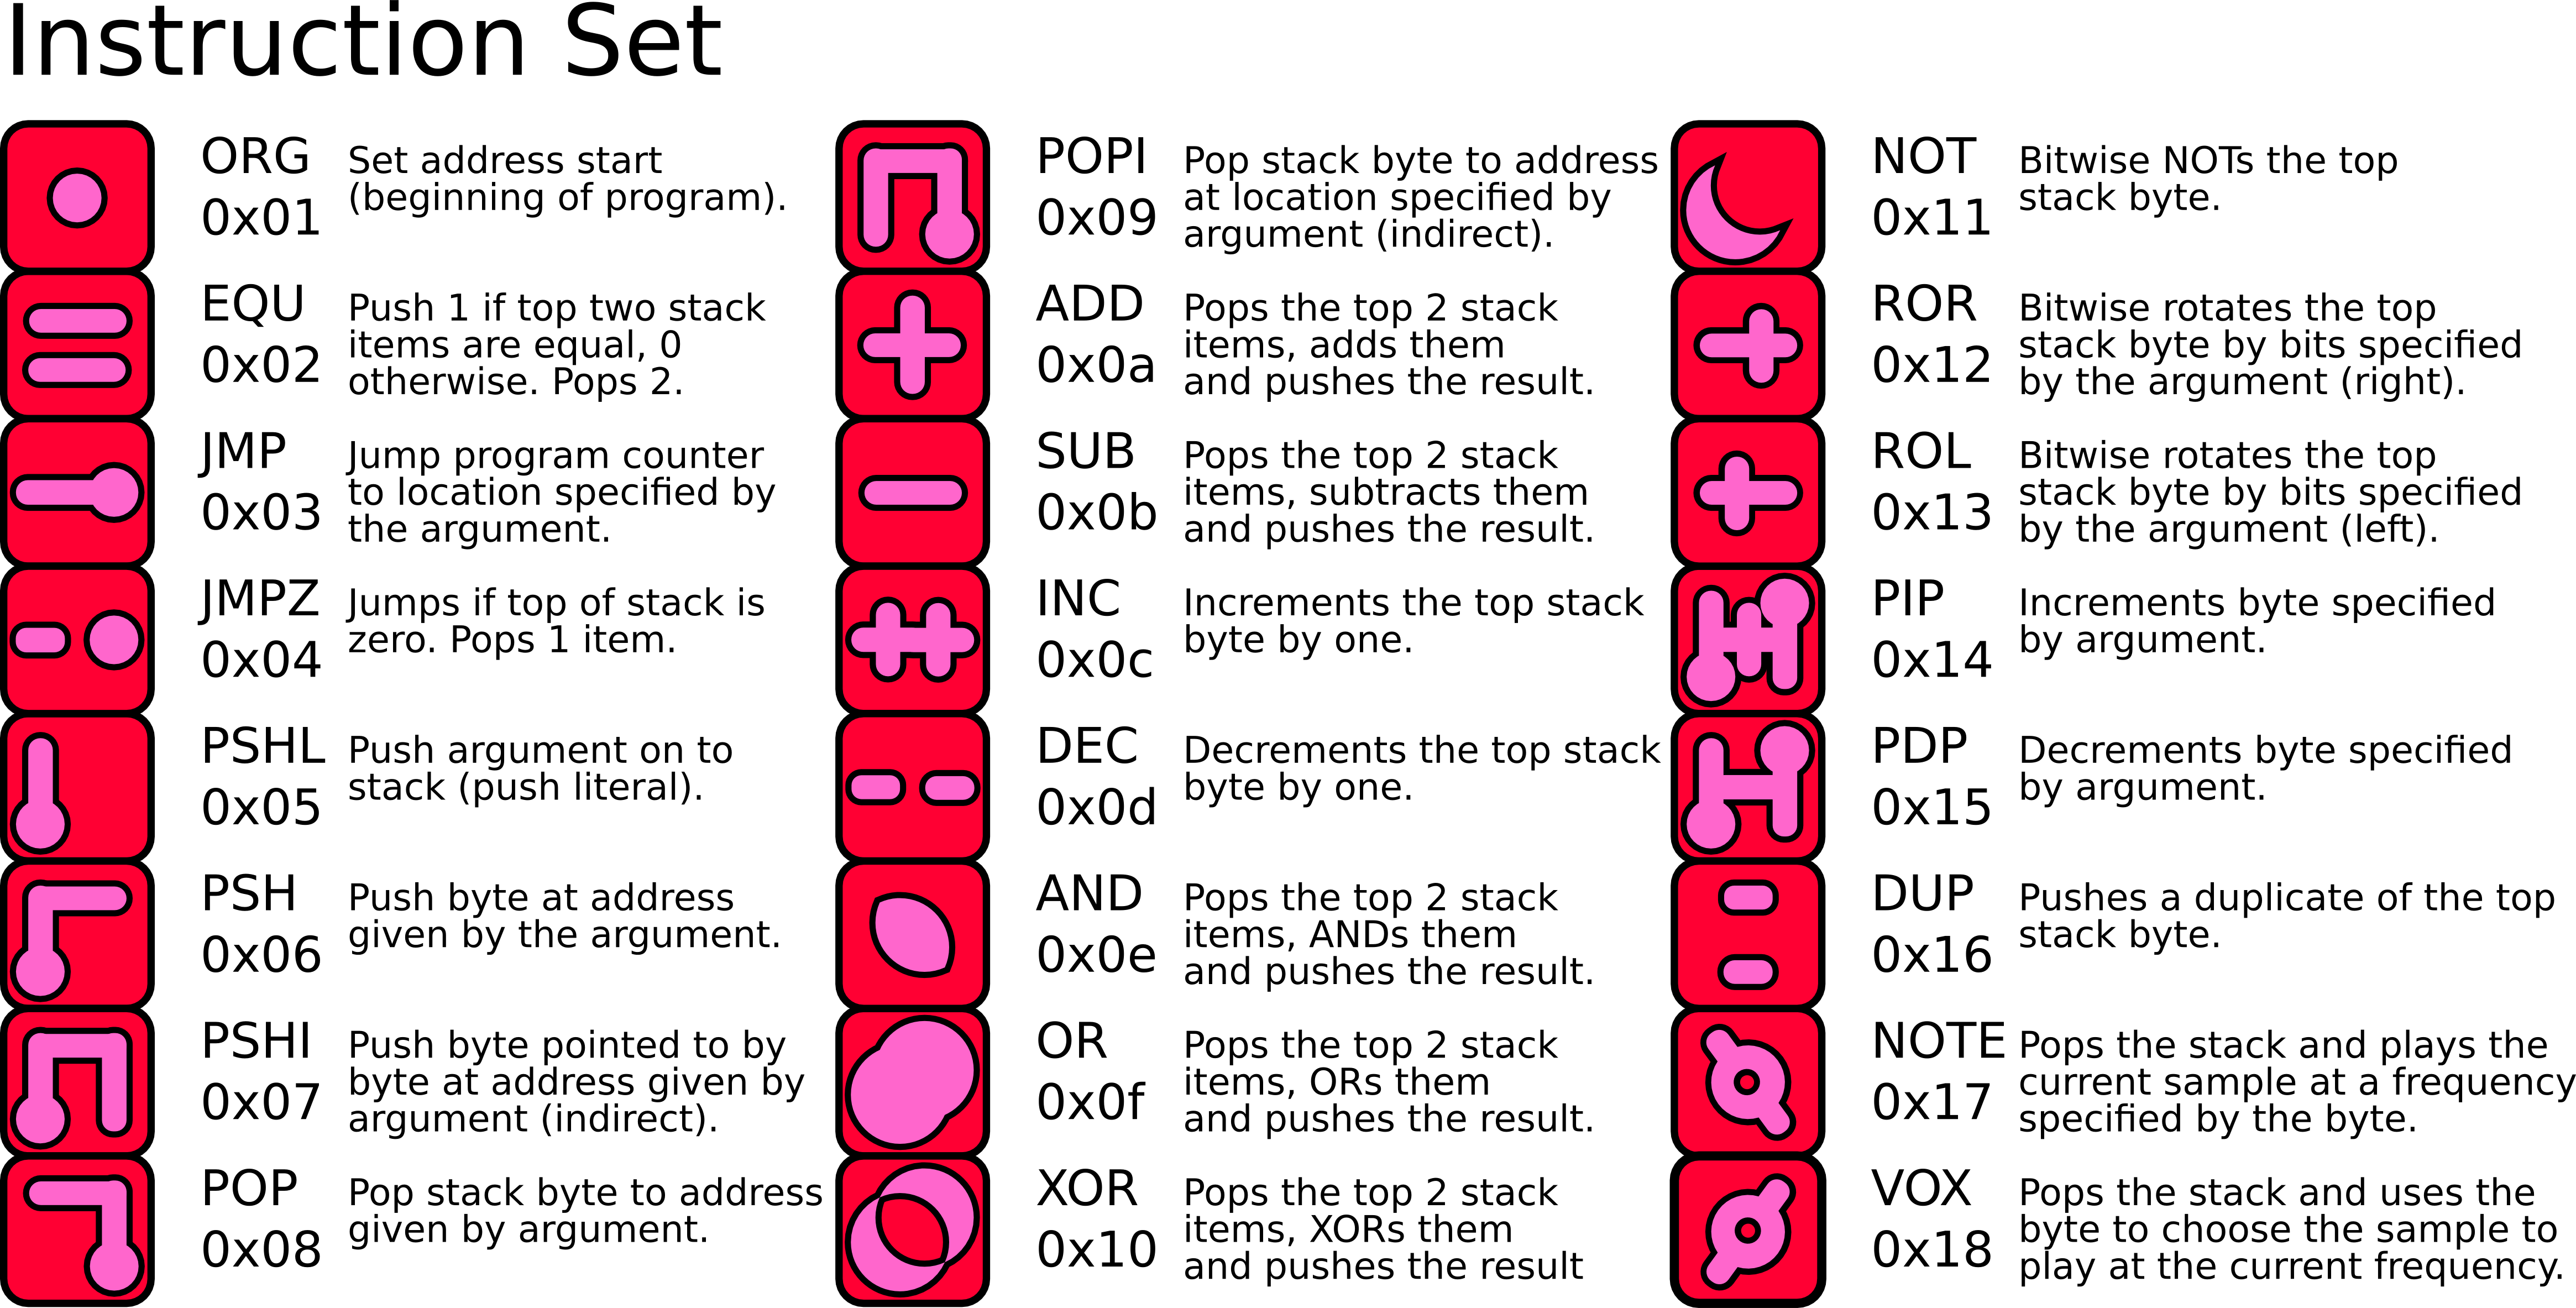 Instruction Set
ORG
0x01
Set address start
(beginning of program).
EQU
0x02
Push 1 if top two stack
items are equal, 0
otherwise. Pops 2.
JMP
0x03
Jump program counter
to location specified by
the argument.
JMPZ
0x04
Jumps if top of stack is
zero. Pops 1 item.
PSHL
0x05
Push argument on to
stack (push literal).
PSH
0x06
Push byte at address
given by the argument.
PSHI
0x07
Push byte pointed to by
byte at address given by
argument (indirect).
POP
0x08
Pop stack byte to address
given by argument.
POPI
0x09
Pop stack byte to address
at location specified by
argument (indirect).
ADD
0x0a
Pops the top 2 stack
items, adds them
and pushes the result.
SUB
0x0b
Pops the top 2 stack
items, subtracts them
and pushes the result.
INC
0x0c
Increments the top stack
byte by one.
DEC
0x0d
Decrements the top stack
byte by one.
AND
0x0e
Pops the top 2 stack
items, ANDs them
and pushes the result.
OR
0x0f
Pops the top 2 stack
items, ORs them
and pushes the result.
XOR
0x10
Pops the top 2 stack
items, XORs them
and pushes the result
NOT
0x11
Bitwise NOTs the top
stack byte.
ROR
0x12
Bitwise rotates the top
stack byte by bits specified
by the argument (right).
ROL
0x13
Bitwise rotates the top
stack byte by bits specified
by the argument (left).
PIP
0x14
Increments byte specified
by argument.
PDP
0x15
Decrements byte specified
by argument.
DUP
0x16
Pushes a duplicate of the top
stack byte.
NOTE
0x17
Pops the stack and plays the
current sample at a frequency
specified by the byte.
VOX
0x18
Pops the stack and uses the
byte to choose the sample to
play at the current frequency.